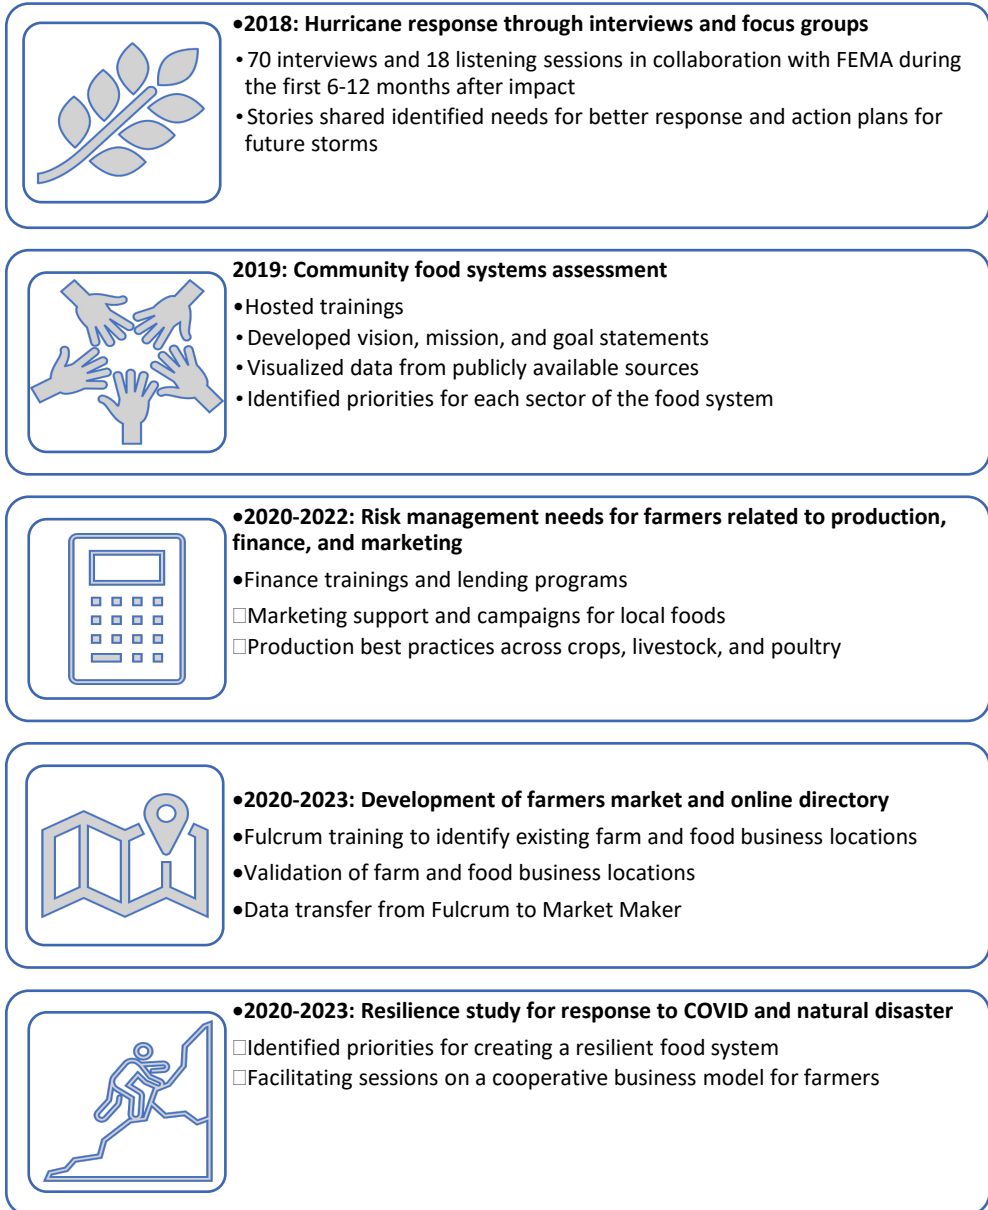 •2018: Hurricane response through interviews and focus groups
• 70 interviews and 18 listening sessions in collaboration with FEMA during
the first 6-12 months after impact
• Stories shared identified needs for better response and action plans for
future storms
2019: Community food systems assessment
•Hosted trainings
• Developed vision, mission, and goal statements
• Visualized data from publicly available sources
• Identified priorities for each sector of the food system
•2020-2022: Risk management needs for farmers related to production,
finance, and marketing
•Finance trainings and lending programs
□Marketing support and campaigns for local foods
□Production best practices across crops, livestock, and poultry
•2020-2023: Development of farmers market and online directory
•Fulcrum training to identify existing farm and food business locations
•Validation of farm and food business locations
•Data transfer from Fulcrum to Market Maker
•2020-2023: Resilience study for response to COVID and natural disaster
□Identified priorities for creating a resilient food system
□Facilitating sessions on a cooperative business model for farmers